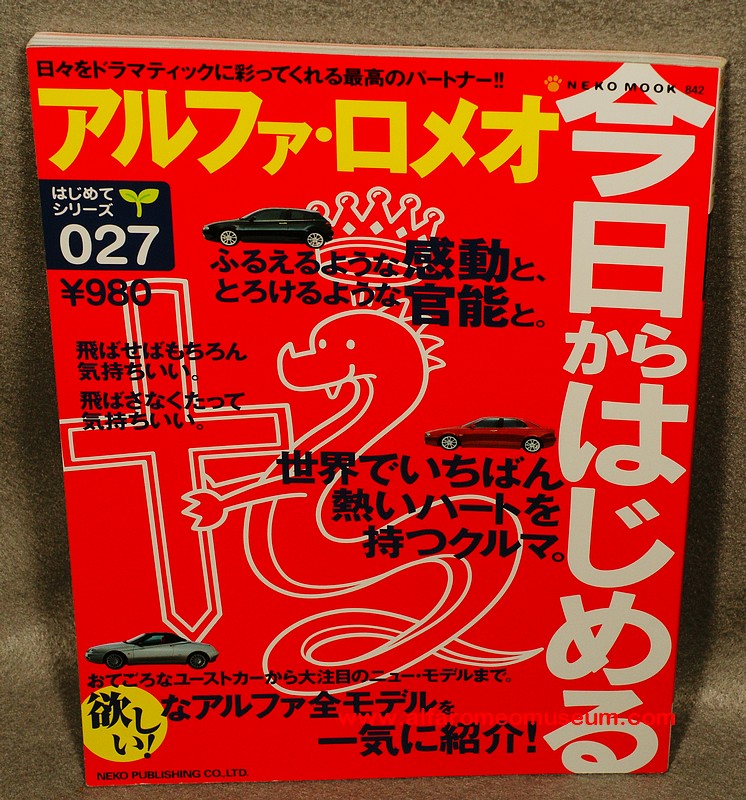 日々をドラマティックに彩ってくれる最高のパートナー!!
NEKO MOOK 842
アルファ・ロメオ
今日からはじめる
はじめて
シリーズ
027
¥980
ふるえるような感動と、
とろけるような官能と。
飛ばせばもちろん
気持ちいい。
飛ばさなくたって
気持ちいい。
世界でいちばん
熱いハートを
持つクルマ。
おてごろなユーストカーから大注目のニュー・モデルまで。
欲し
い!
なアルファ全モデルを
一気に紹介!
www.alfaromeomuseum.com
NEKO PUBLISHING CO.,LTD.